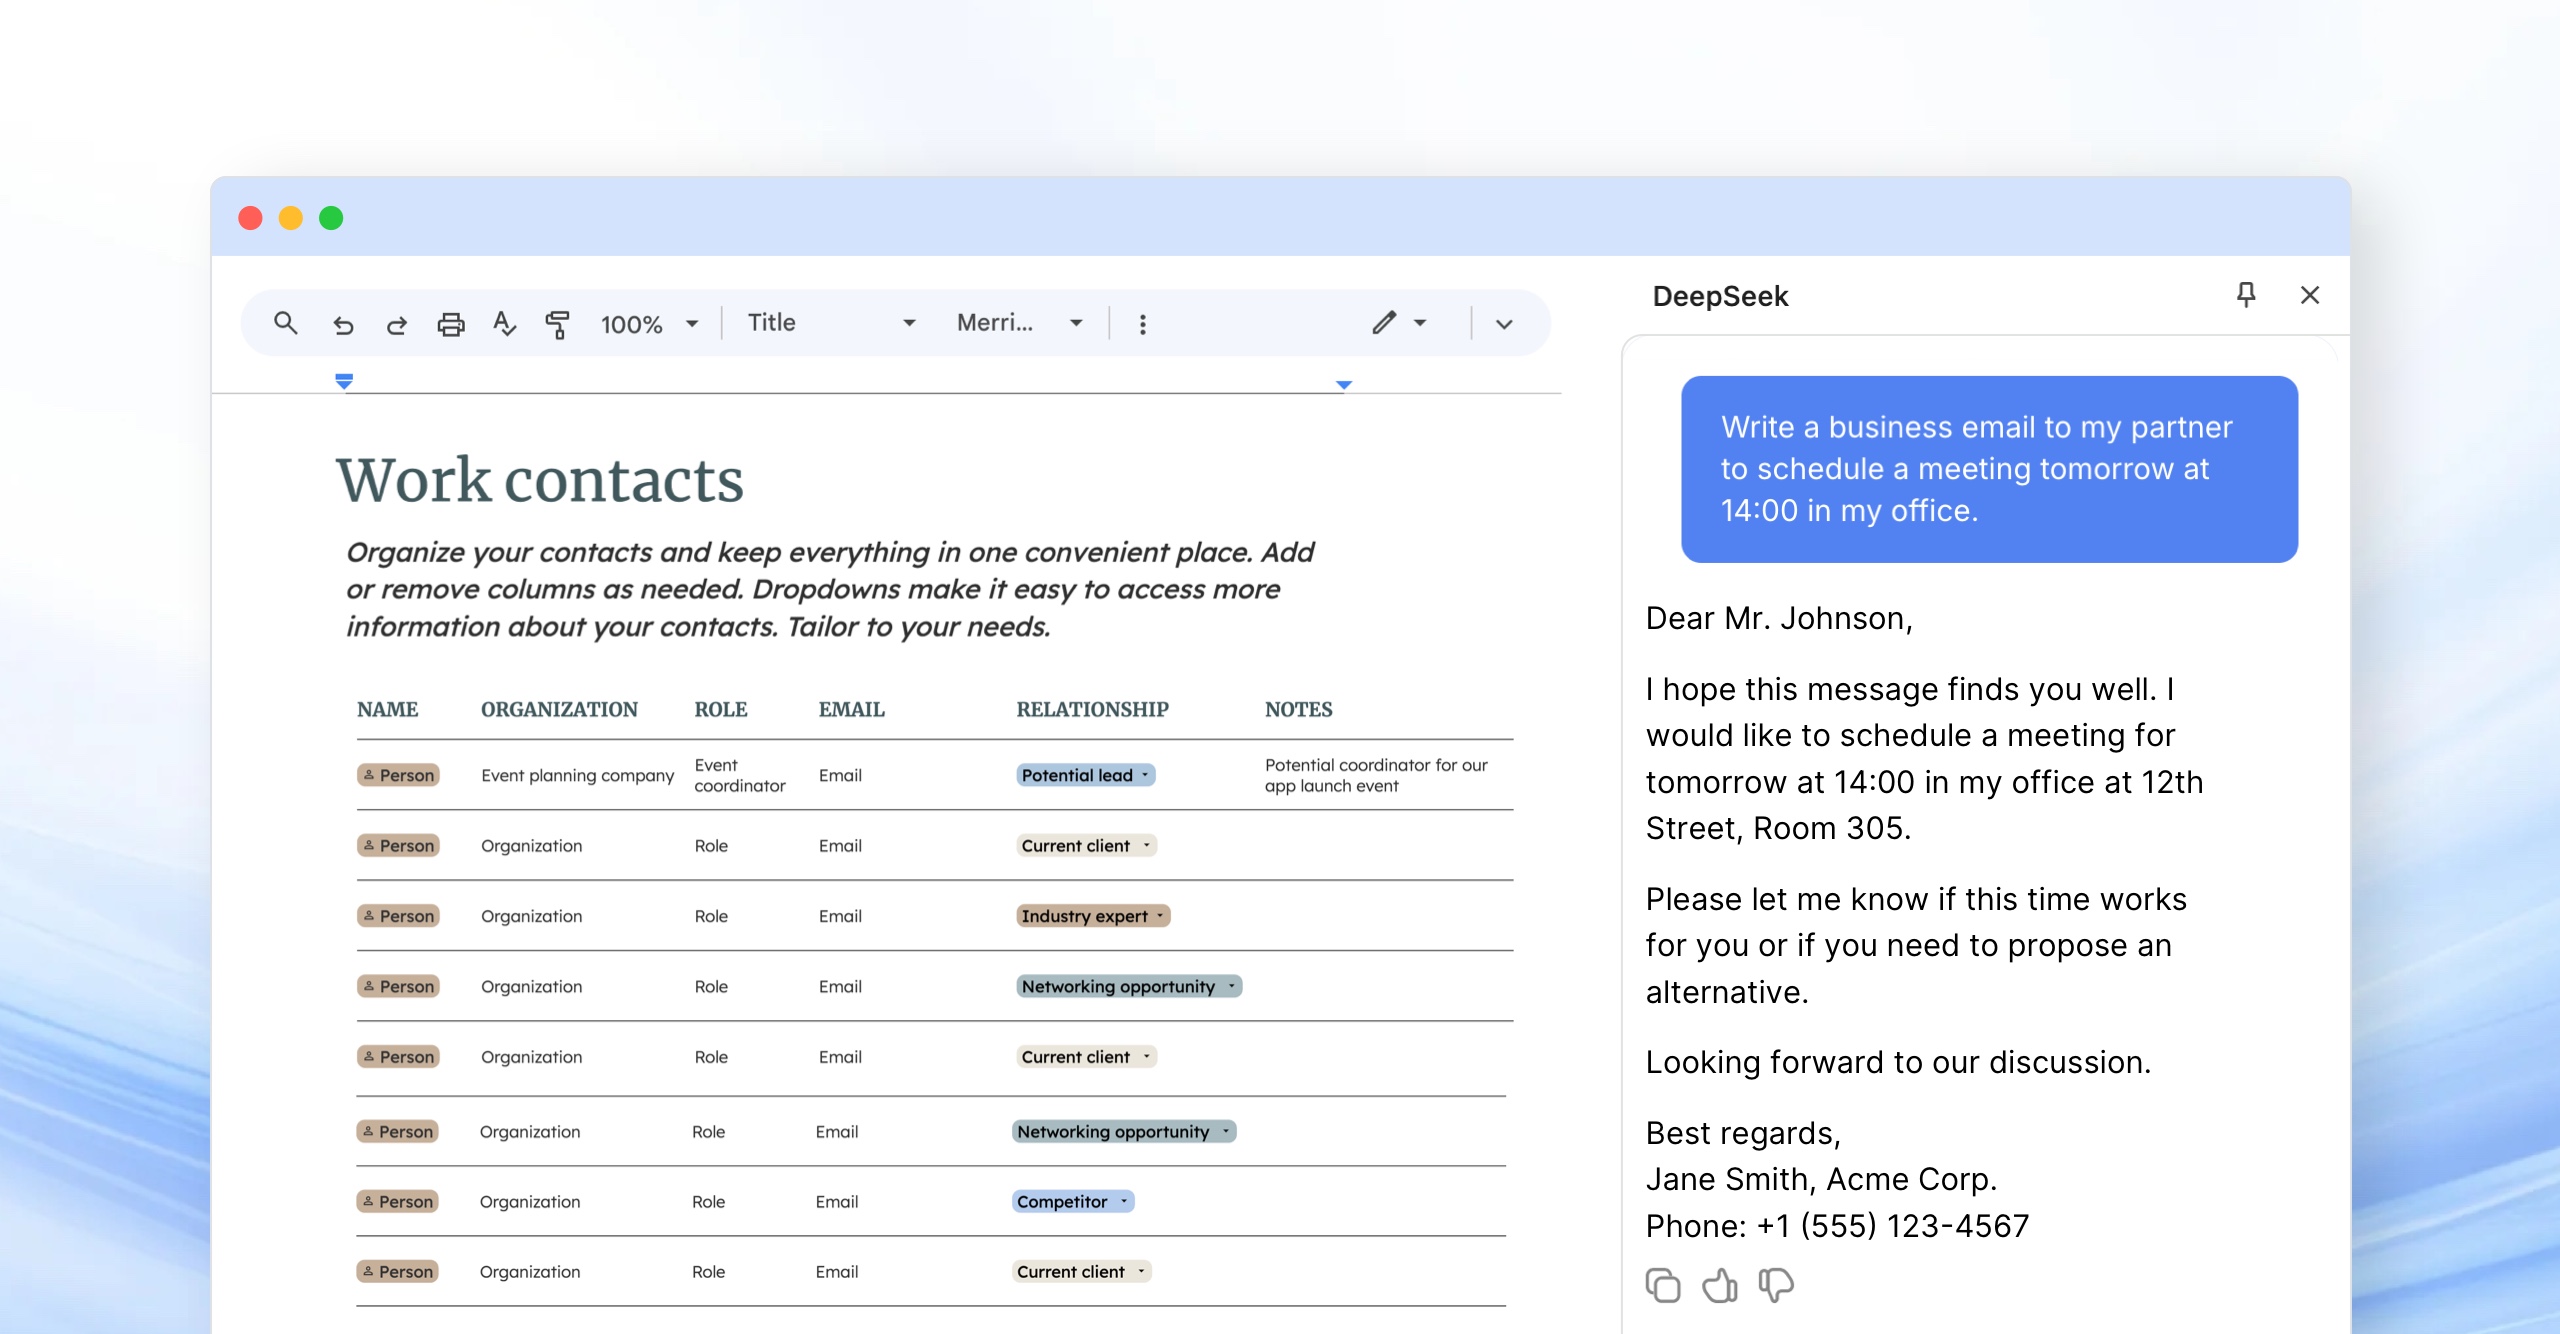 100%
Title
Merri...
Work contacts
Organize your contacts and keep everything in one convenient place. Add
or remove columns as needed. Dropdowns make it easy to access more
information about your contacts. Tailor to your needs.
NAME ORGANIZATION ROLE EMAIL RELATIONSHIP NOTES
Person Event planning company Event coordinator Email Potential lead Potential coordinator for our app launch event
Person Organization Role Email Current client
Person Organization Role Email Industry expert
Person Organization Role Email Networking opportunity
Person Organization Role Email Current client
Person Organization Role Email Networking opportunity
Person Organization Role Email Competitor
Person Organization Role Email Current client
DeepSeek
Write a business email to my partner
to schedule a meeting tomorrow at
14:00 in my office.
Dear Mr. Johnson,
I hope this message finds you well. I
would like to schedule a meeting for
tomorrow at 14:00 in my office at 12th
Street, Room 305.
Please let me know if this time works
for you or if you need to propose an
alternative.
Looking forward to our discussion.
Best regards,
Jane Smith, Acme Corp.
Phone: +1 (555) 123-4567